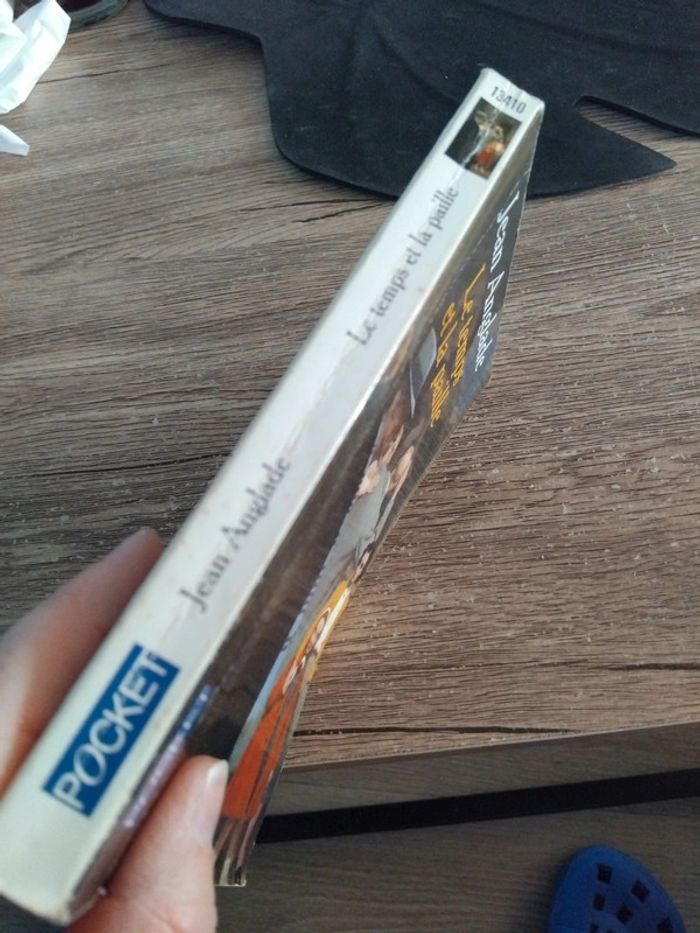 13410
Le temps et la paille
Jean Anglade
POCKET
Jean Anglade
Le temps
et la paille